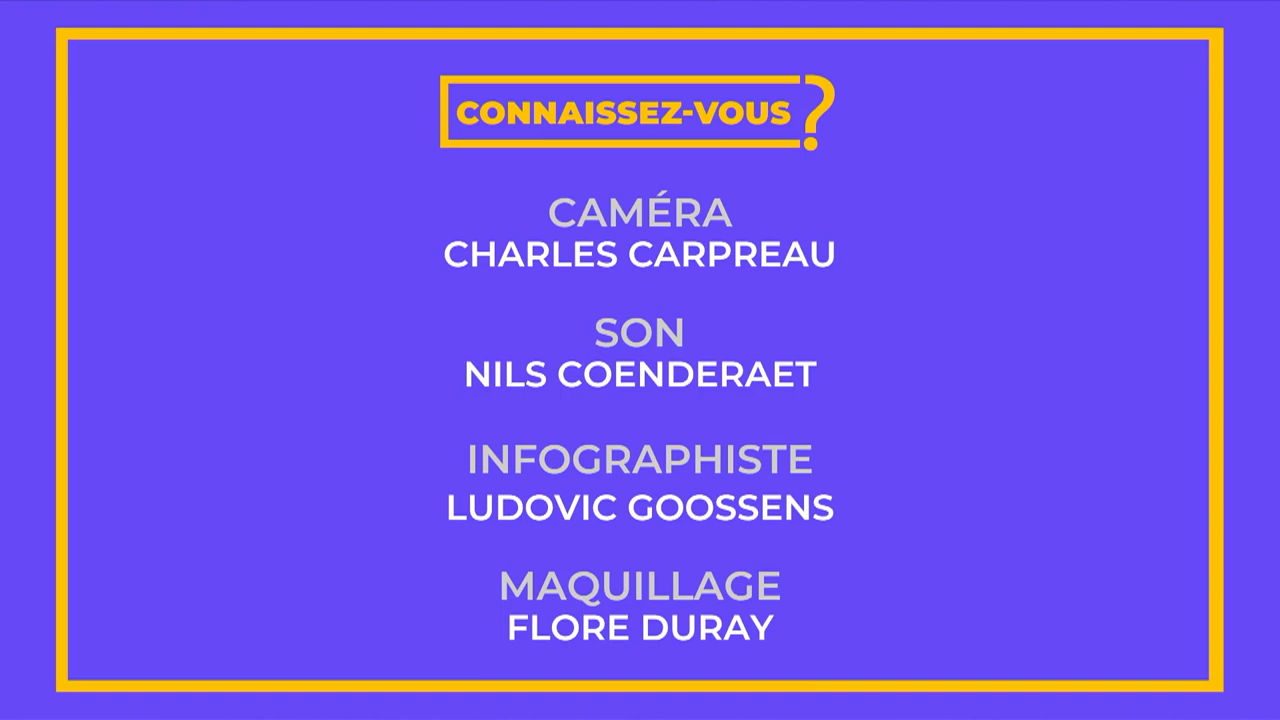 CONNAISSEZ-VOUS ?
CAMÉRA
CHARLES CARPREAU
SON
NILS COENDERAET
INFOGRAPHISTE
LUDOVIC GOOSSENS
MAQUILLAGE
FLORE DURAY